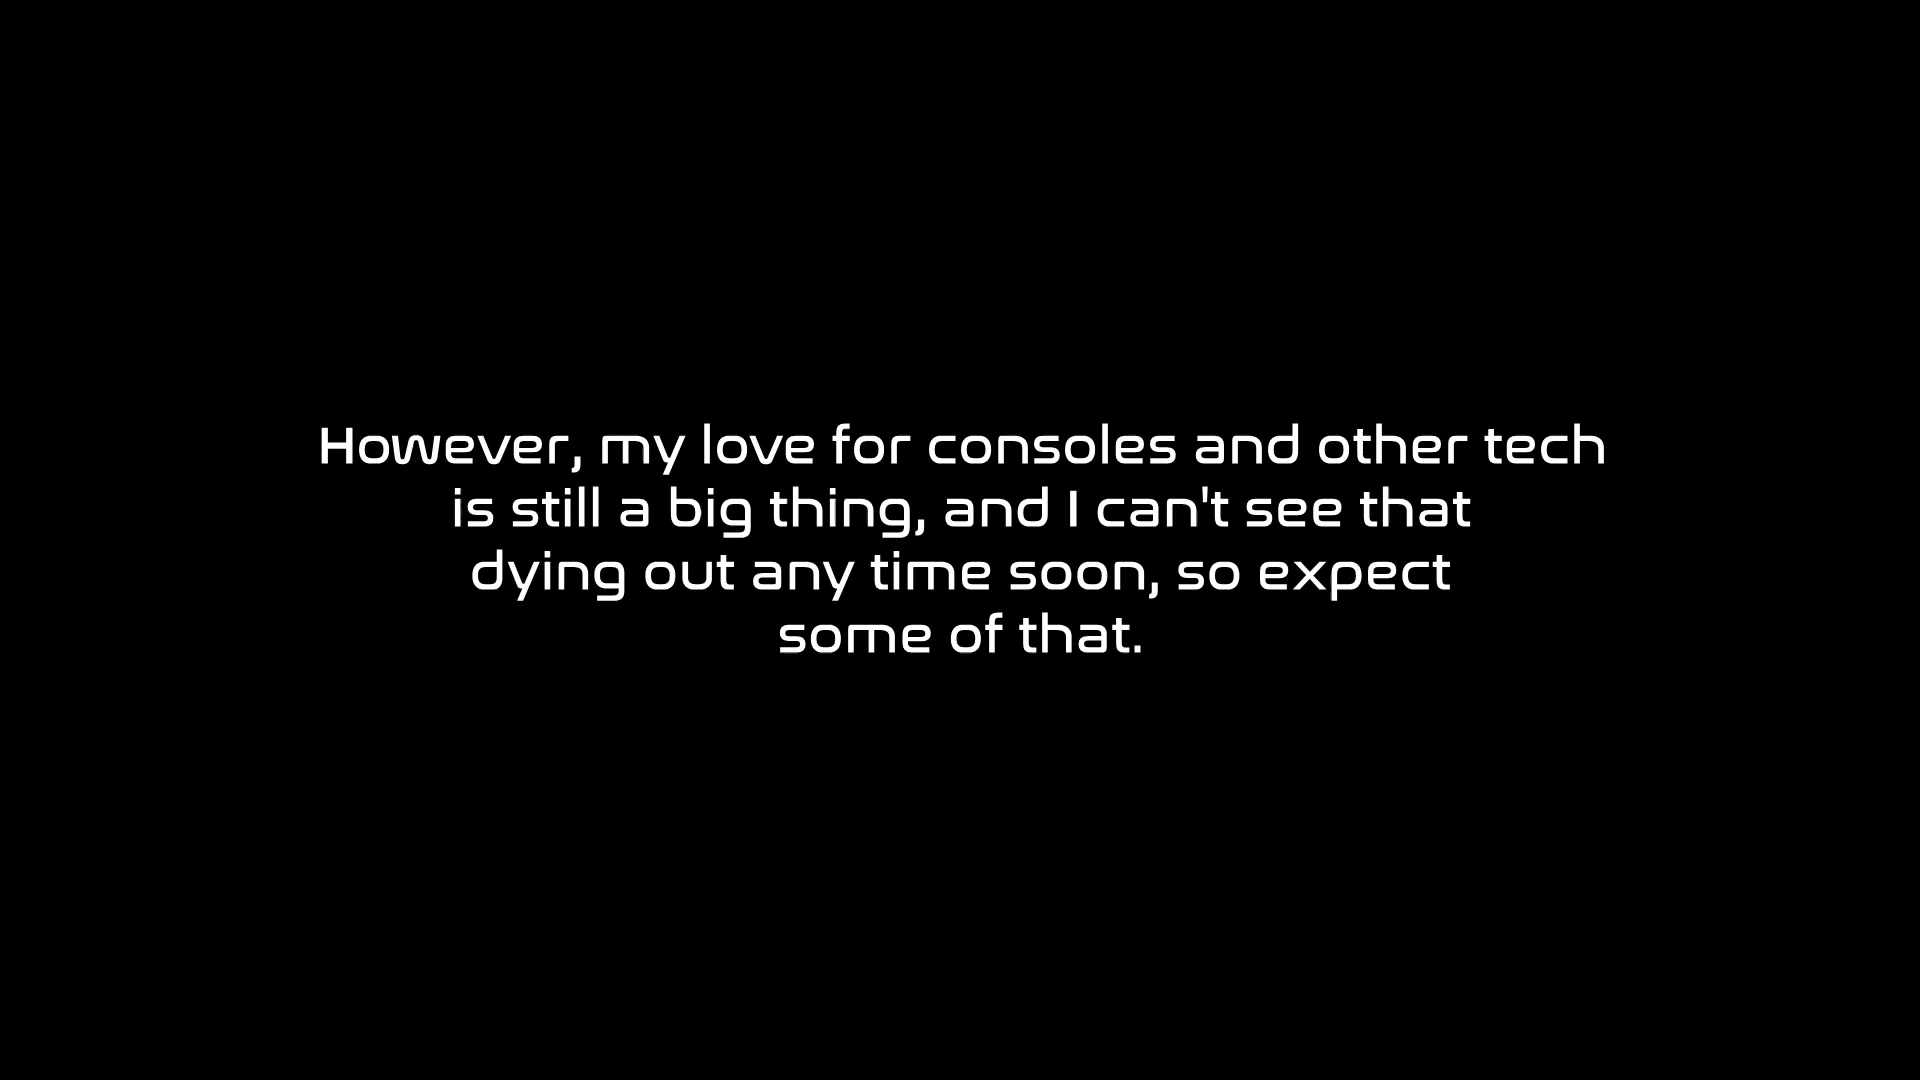 However, my love for consoles and other tech
is still a big thing, and I can't see that
dying out any time soon, so expect
some of that.